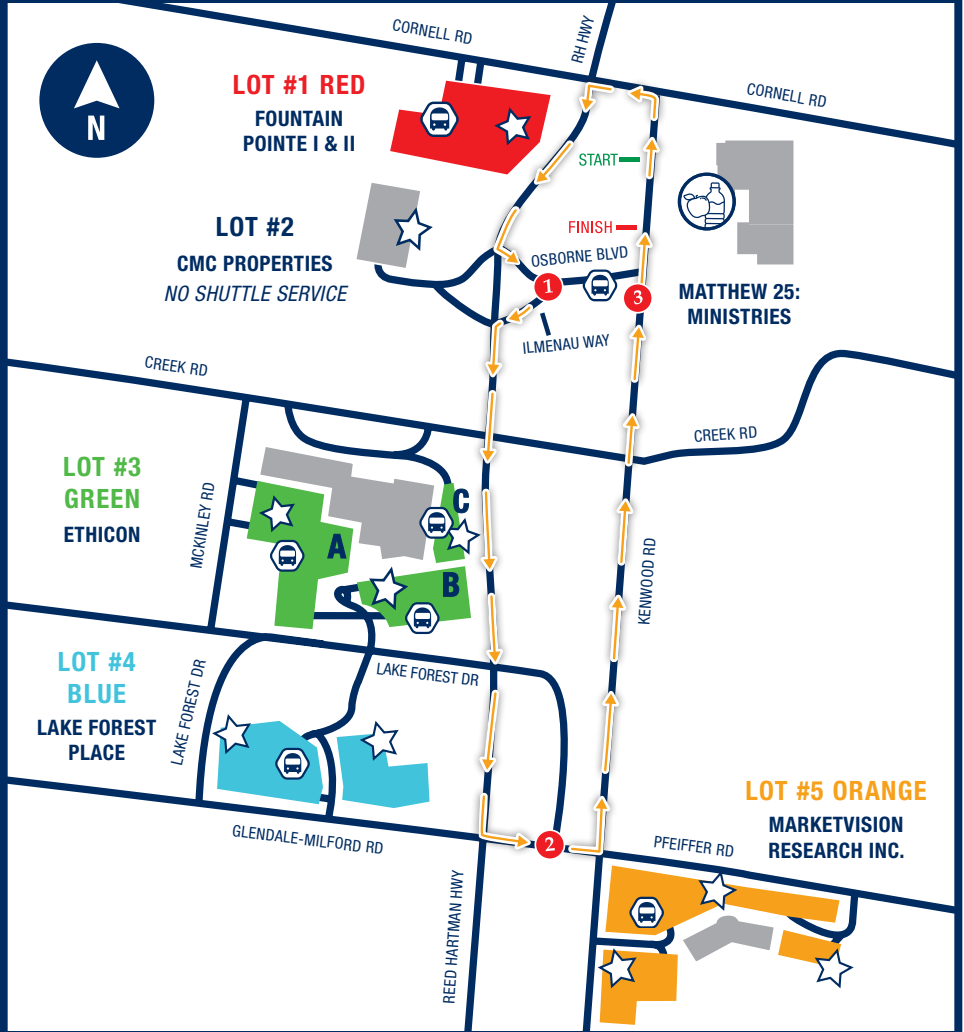 CORNELL RD
RH HWY
CORNELL RD
N
LOT #1 RED
FOUNTAIN
POINTE I & II
START
FINISH
LOT #2
CMC PROPERTIES
NO SHUTTLE SERVICE
OSBORNE BLVD
1
3
MATTHEW 25:
MINISTRIES
ILMENAU WAY
CREEK RD
CREEK RD
LOT #3
GREEN
ETHICON
MCKINLEY RD
A
C
B
KENWOOD RD
LOT #4
BLUE
LAKE FOREST
PLACE
LAKE FOREST DR
LAKE FOREST DR
LOT #5 ORANGE
MARKETVISION
RESEARCH INC.
GLENDALE-MILFORD RD
2
PFEIFFER RD
REED HARTMAN HWY